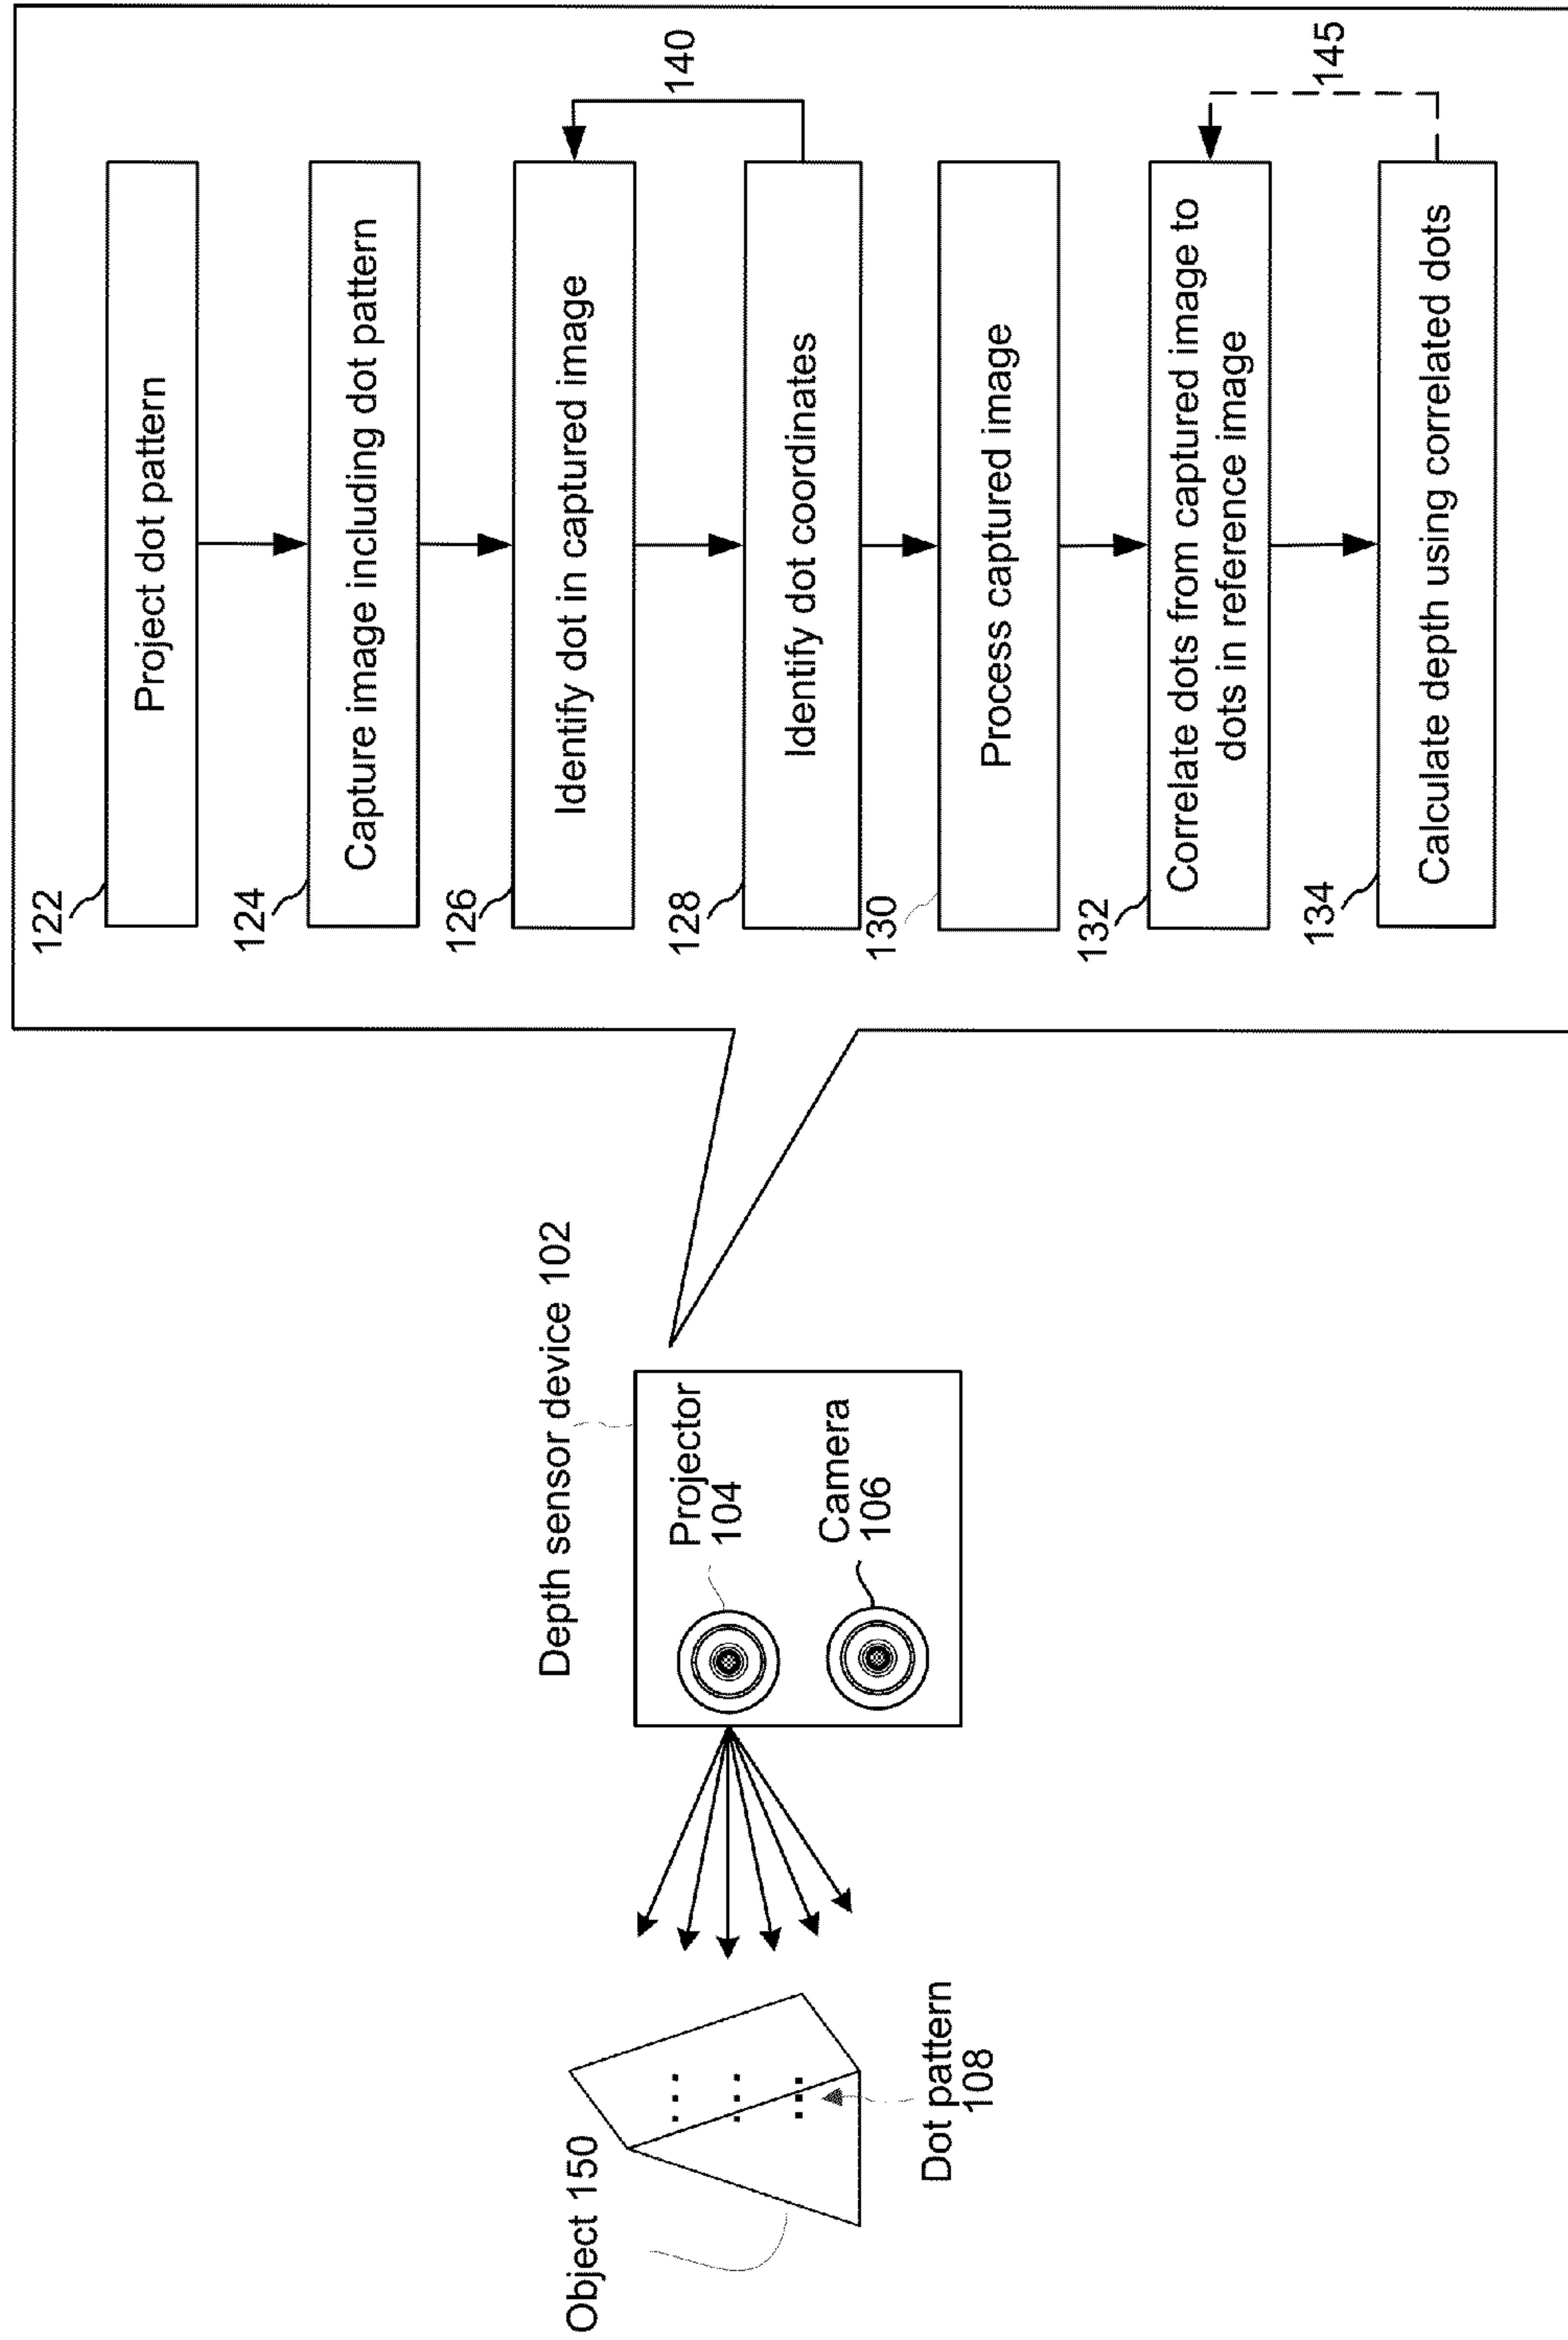 Object 150
Dot pattern
108
Depth sensor device 102
Projector
104
Camera
106
122
Project dot pattern
124
Capture image including dot pattern
126
Identify dot in captured image
128
Identify dot coordinates
140
130
Process captured image
132
Correlate dots from captured image to
dots in reference image
134
Calculate depth using correlated dots
145